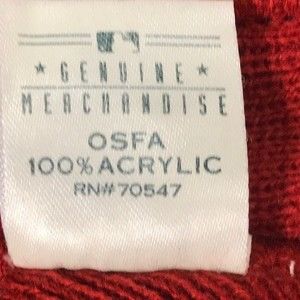 ★ GENUINE ★
MERCHANDISE
OSFA
100% ACRYLIC
RN#70547